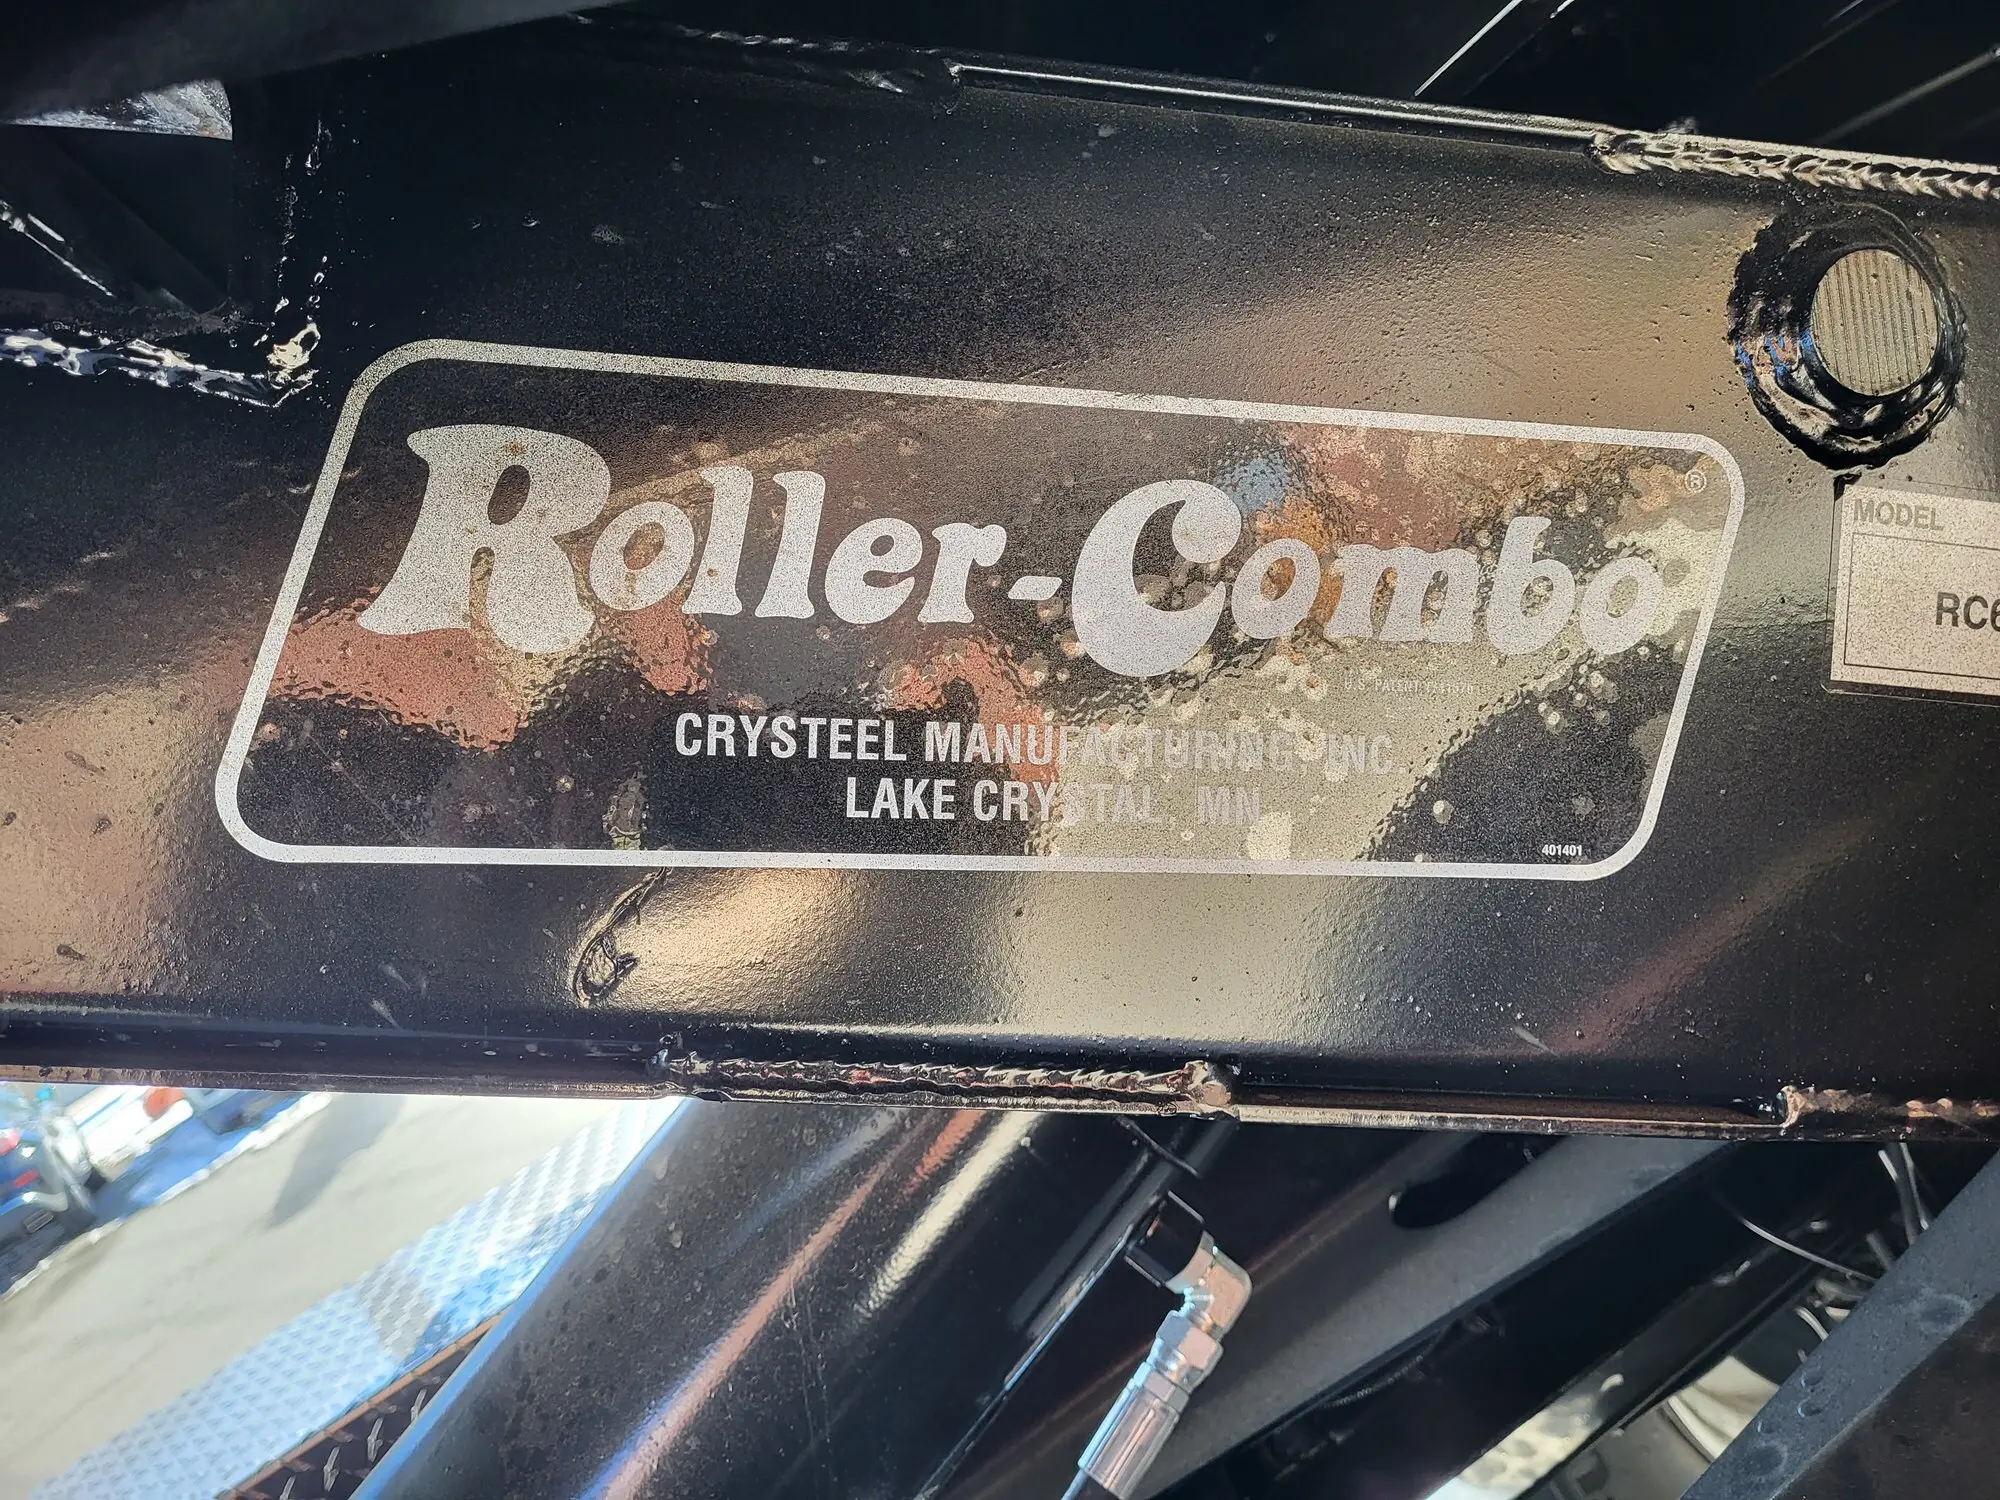 Roller-Combo®
CRYSTEEL MANUFACTURING, INC.
LAKE CRYSTAL, MN
401401
MODEL
RC6